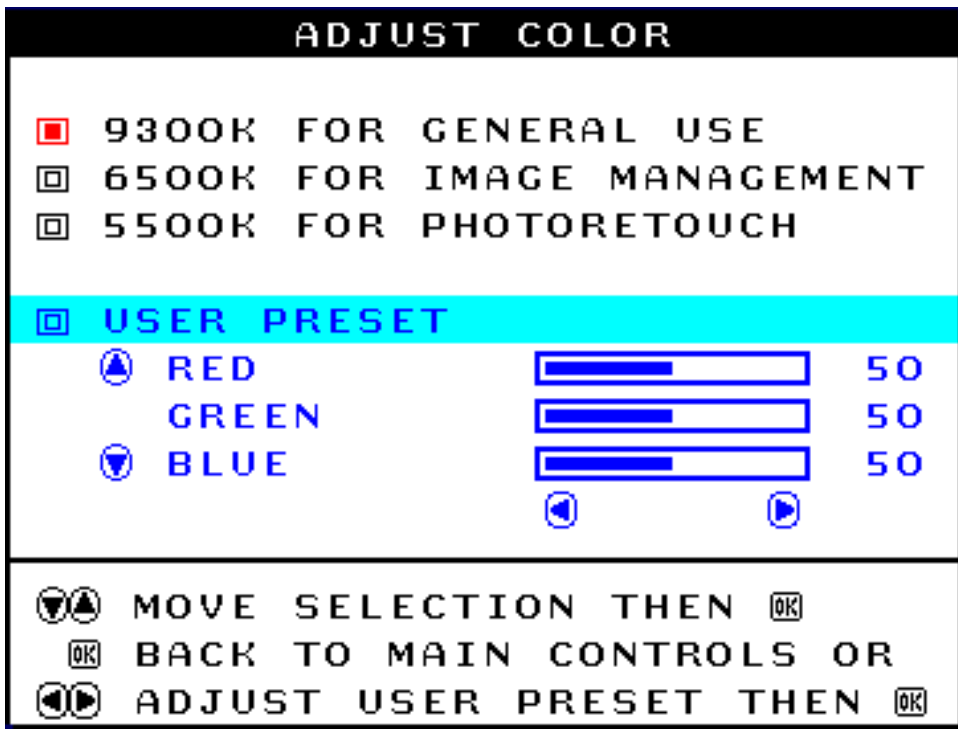 ADJUST COLOR
9300K FOR GENERAL USE
6500K FOR IMAGE MANAGEMENT
5500K FOR PHOTORETOUCH
USER PRESET
RED 50
GREEN 50
BLUE 50
MOVE SELECTION THEN OK
OK BACK TO MAIN CONTROLS OR
ADJUST USER PRESET THEN OK